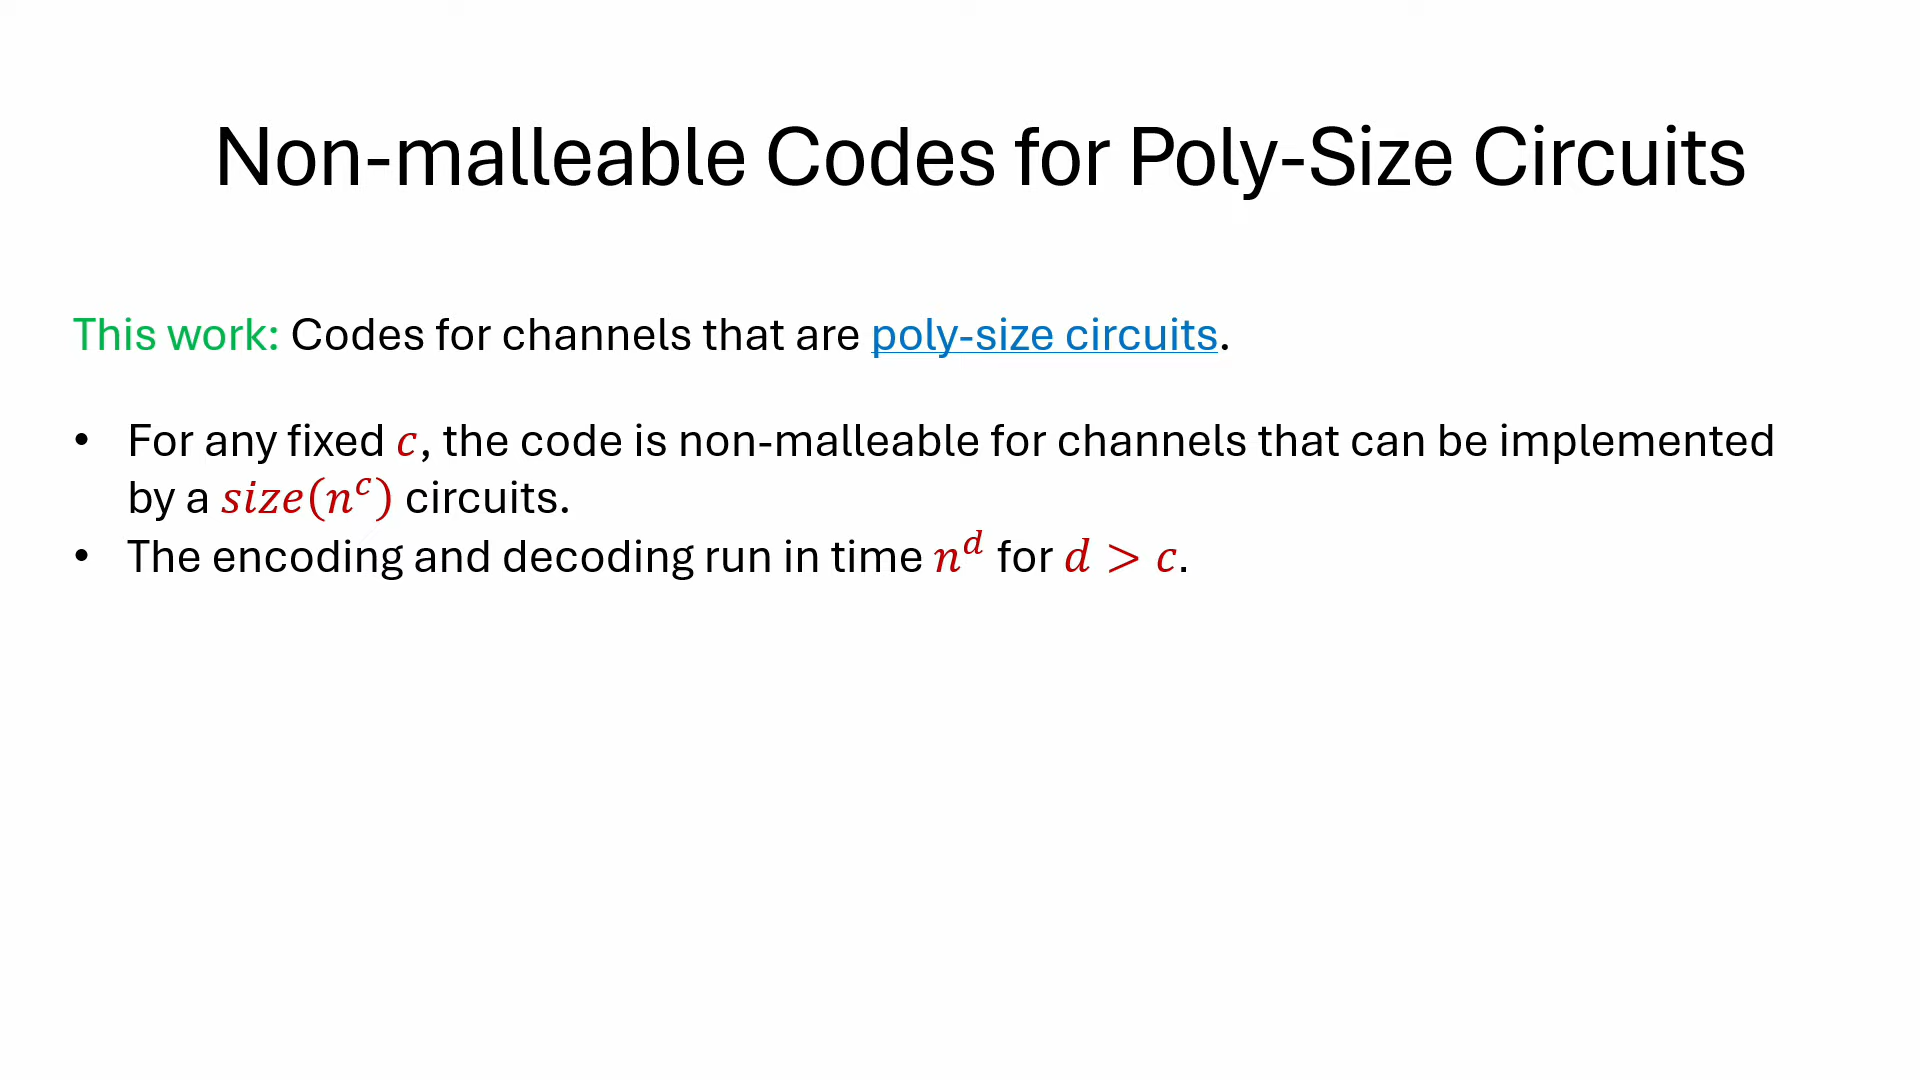 Non-malleable Codes for Poly-Size Circuits
This work: Codes for channels that are poly-size circuits.
• For any fixed c, the code is non-malleable for channels that can be implemented
by a size(n^c) circuits.
• The encoding and decoding run in time n^d for d > c.